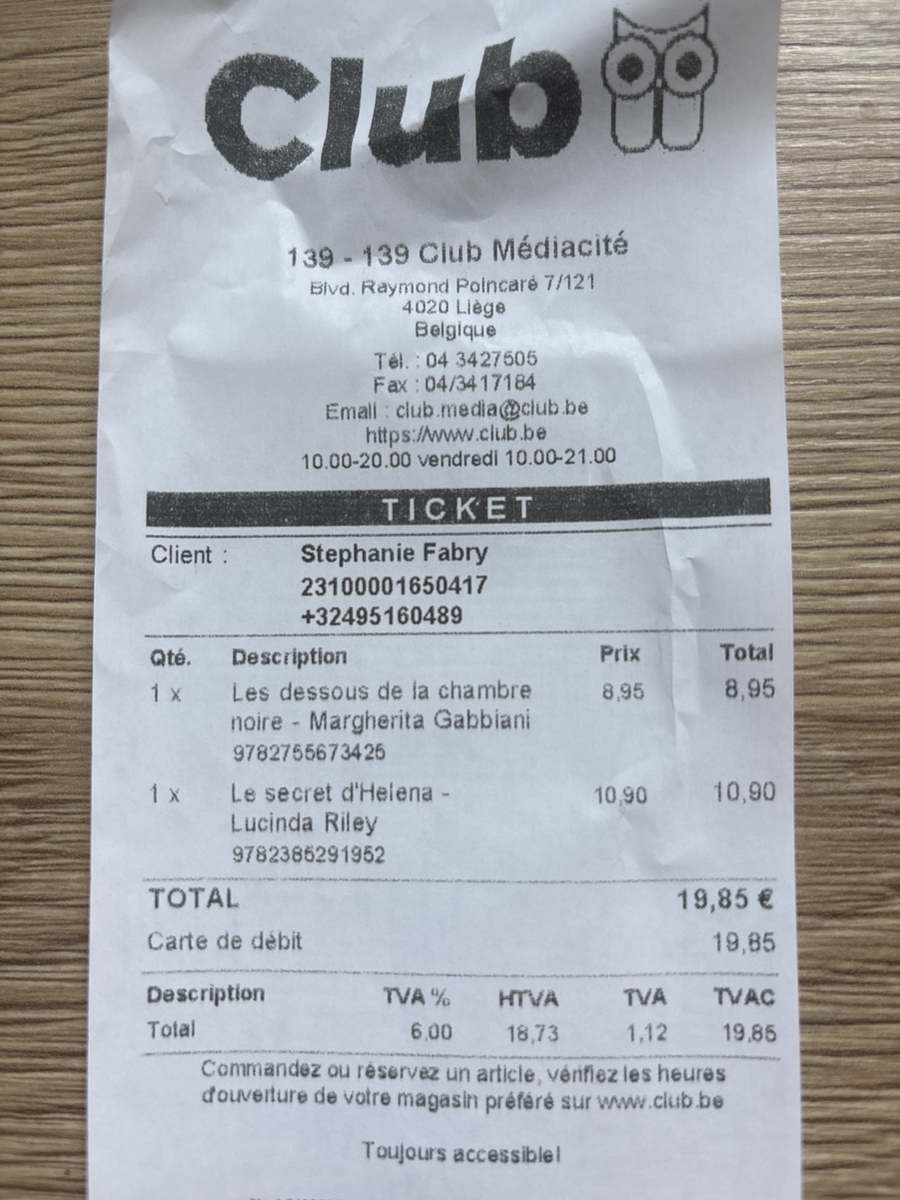 Club
139 - 139 Club Médiacité
Blvd. Raymond Poincaré 7/121
4020 Liège
Belgique
Tél. : 04 3427505
Fax : 04/3417184
Email : club.media@club.be
https://www.club.be
10.00-20.00 vendredi 10.00-21.00
TICKET
Client : Stephanie Fabry
23100001650417
+32495160489
Qté. Description Prix Total
1 x Les dessous de la chambre 8,95 8,95
noire - Margherita Gabbiani
9782755673425
1 x Le secret d'Helena - 10,90 10,90
Lucinda Riley
9782385291952
TOTAL 19,85 €
Carte de débit 19,85
Description TVA % HTVA TVA TVAC
Total 6,00 18,73 1,12 19,85
Commandez ou réservez un article, vérifiez les heures
d'ouverture de votre magasin préféré sur www.club.be
Toujours accessible!